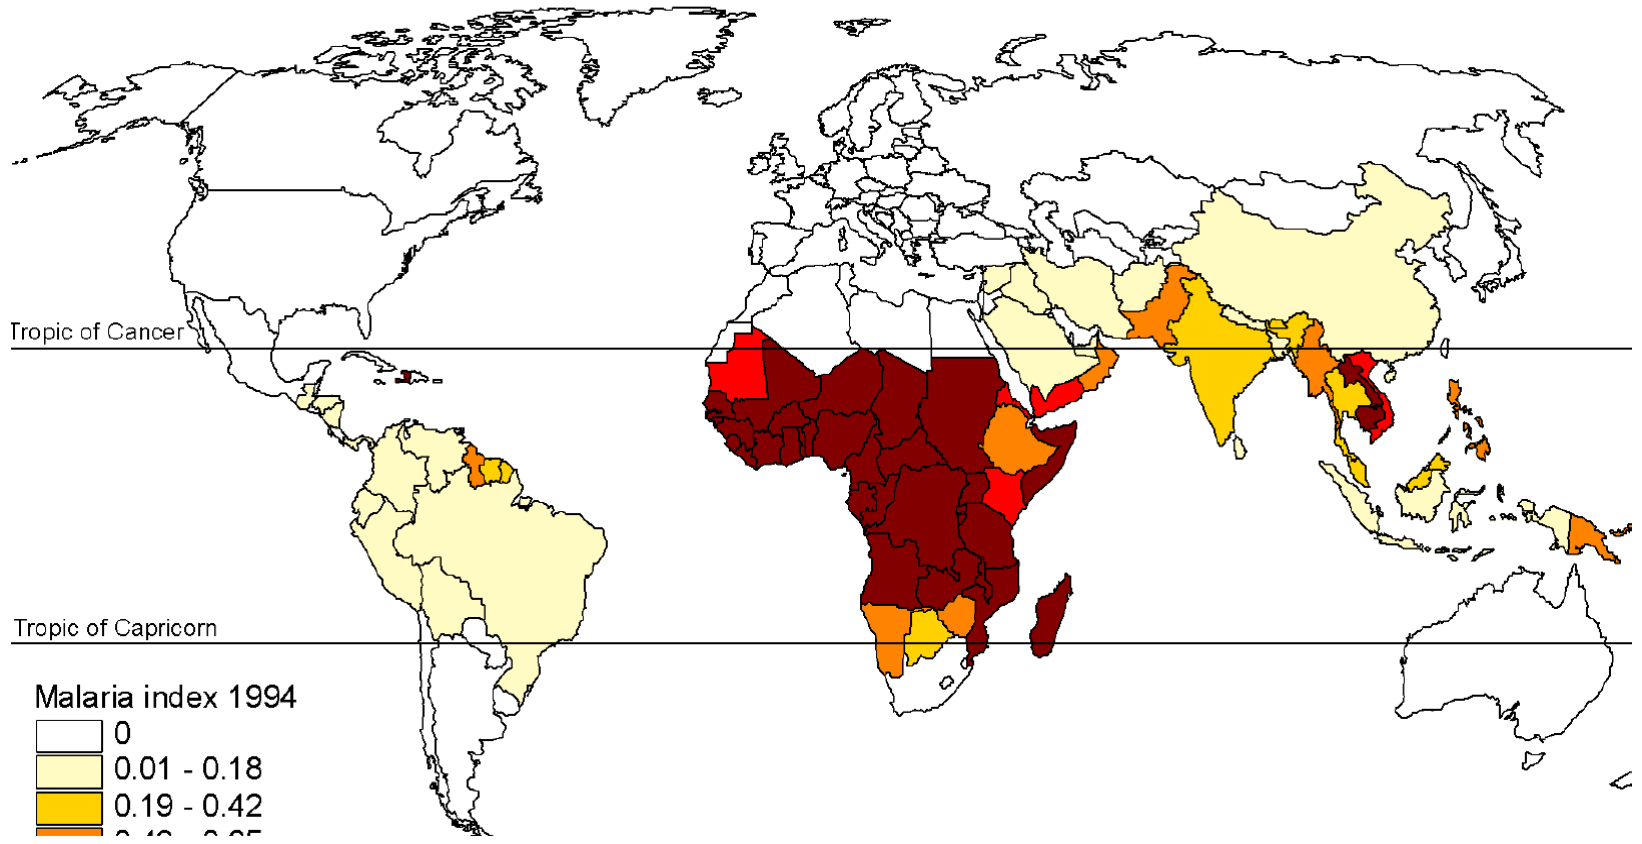 Tropic of Cancer
Tropic of Capricorn
Malaria index 1994
0
0.01 - 0.18
0.19 - 0.42